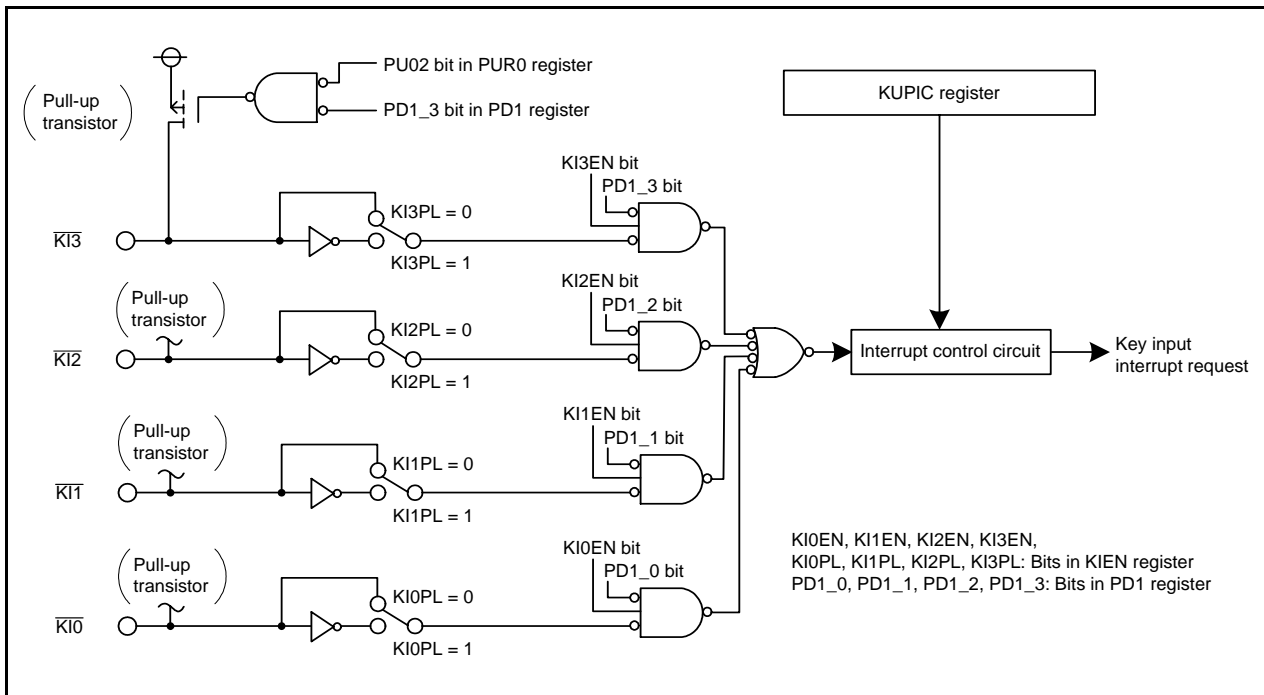 PU02 bit in PUR0 register
PD1_3 bit in PD1 register
Pull-up
transistor
KUPIC register
KI3EN bit
PD1_3 bit
KI3PL = 0
KI3
KI3PL = 1
Pull-up
transistor
KI2EN bit
PD1_2 bit
KI2PL = 0
KI2
KI2PL = 1
Interrupt control circuit
Key input
interrupt request
Pull-up
transistor
KI1EN bit
PD1_1 bit
KI1PL = 0
KI1
KI1PL = 1
Pull-up
transistor
KI0EN bit
PD1_0 bit
KI0PL = 0
KI0
KI0PL = 1
KI0EN, KI1EN, KI2EN, KI3EN,
KI0PL, KI1PL, KI2PL, KI3PL: Bits in KIEN register
PD1_0, PD1_1, PD1_2, PD1_3: Bits in PD1 register